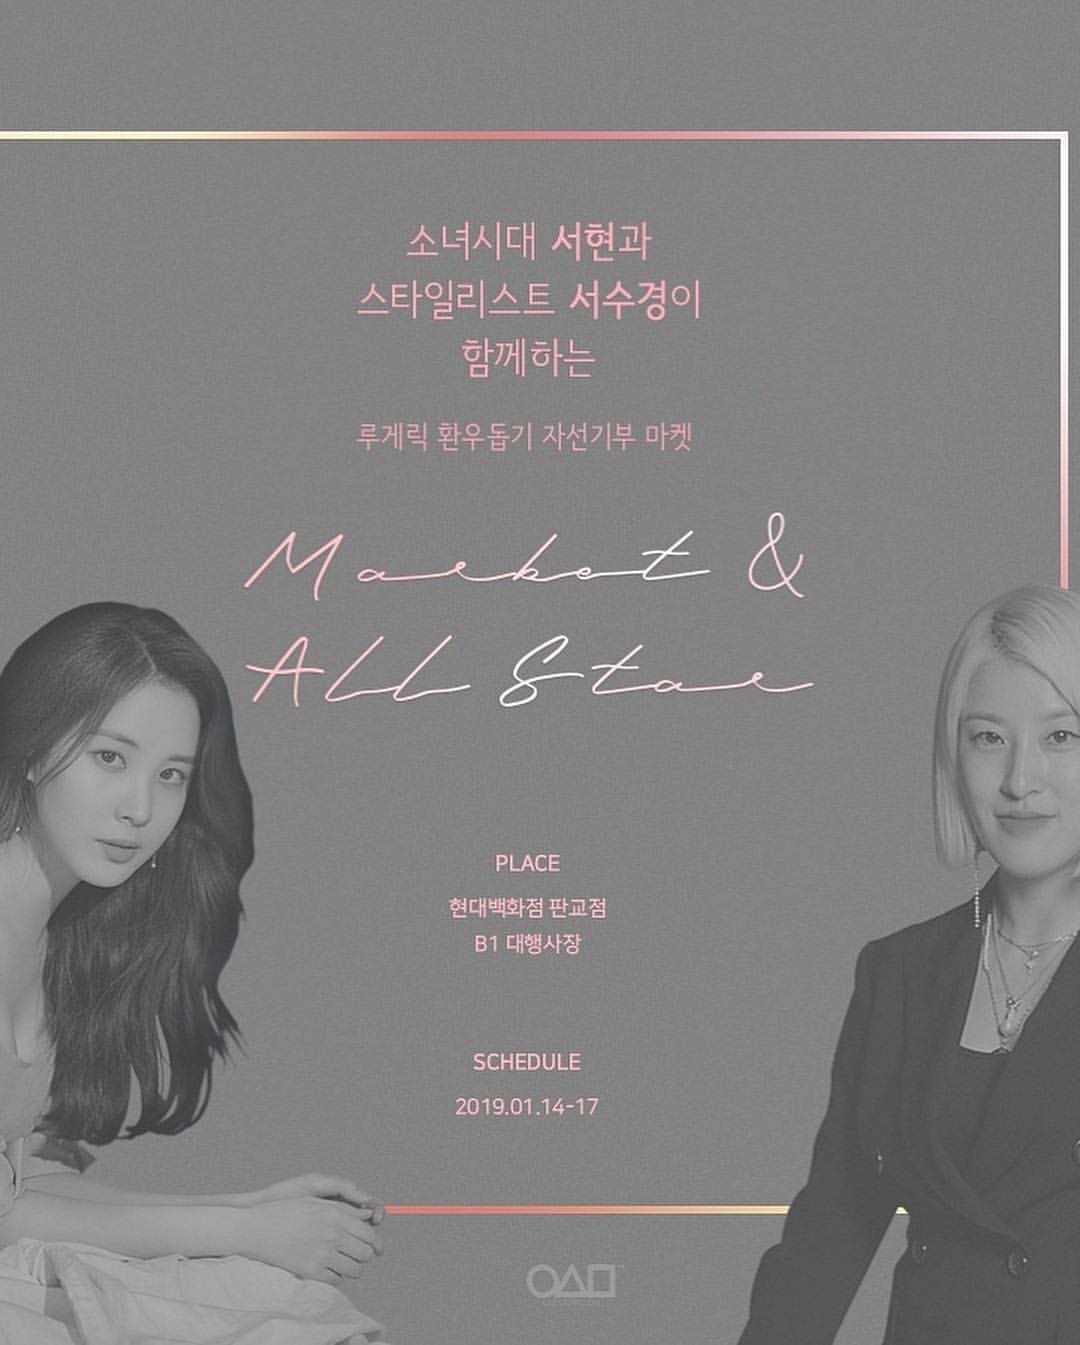 소녀시대 서현과
스타일리스트 서수경이
함께하는
루게릭 환우돕기 자선기부 마켓
Market &
All Star
PLACE
현대백화점 판교점
B1 대행사장
SCHEDULE
2019.01.14-17